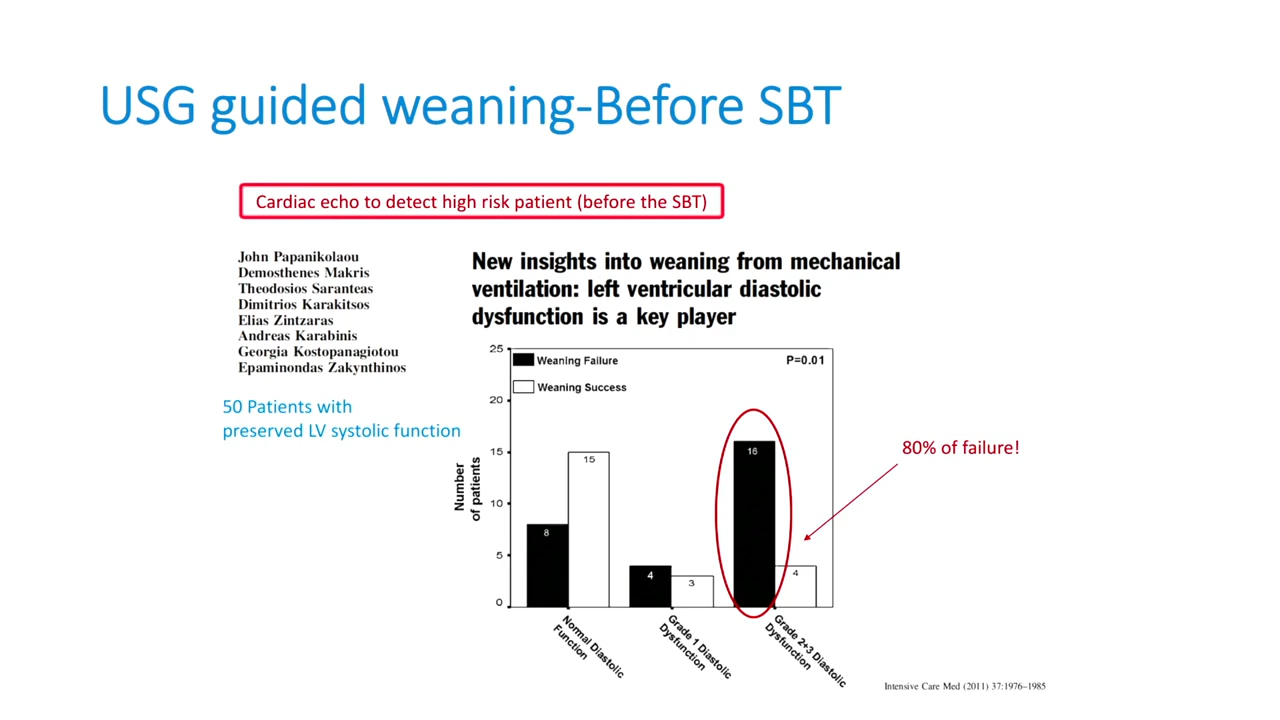 USG guided weaning-Before SBT
Cardiac echo to detect high risk patient (before the SBT)
John Papanikolaou
Demosthenes Makris
Theodosios Saranteas
Dimitrios Karakitsos
Elias Zintzaras
Andreas Karabinis
Georgia Kostopanagiotou
Epaminondas Zakynthinos
New insights into weaning from mechanical
ventilation: left ventricular diastolic
dysfunction is a key player
50 Patients with
preserved LV systolic function
25
20
15
10
5
0
Number
of patients
Weaning Failure
Weaning Success
P=0.01
8
15
4
3
16
4
Normal Diastolic
Function
Grade 1 Diastolic
Dysfunction
Grade 2+3 Diastolic
Dysfunction
80% of failure!
Intensive Care Med (2011) 37:1976–1985